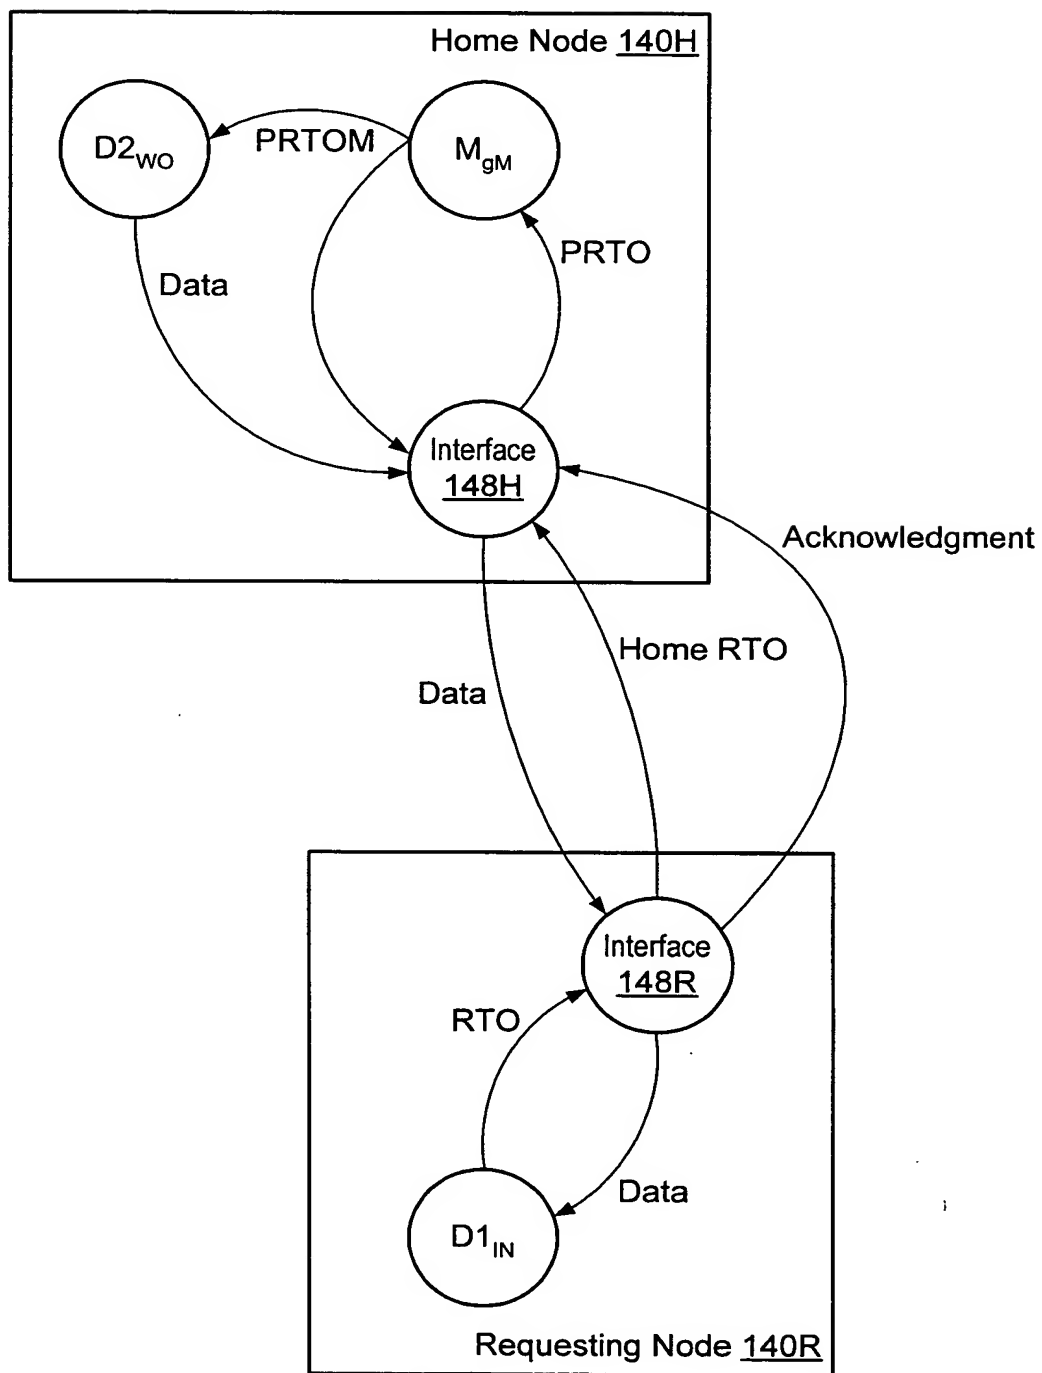 Home Node 140H
D2WO
PRTOM
MgM
PRTO
Data
Interface
148H
Acknowledgment
Home RTO
Data
Interface
148R
RTO
Data
D1IN
Requesting Node 140R